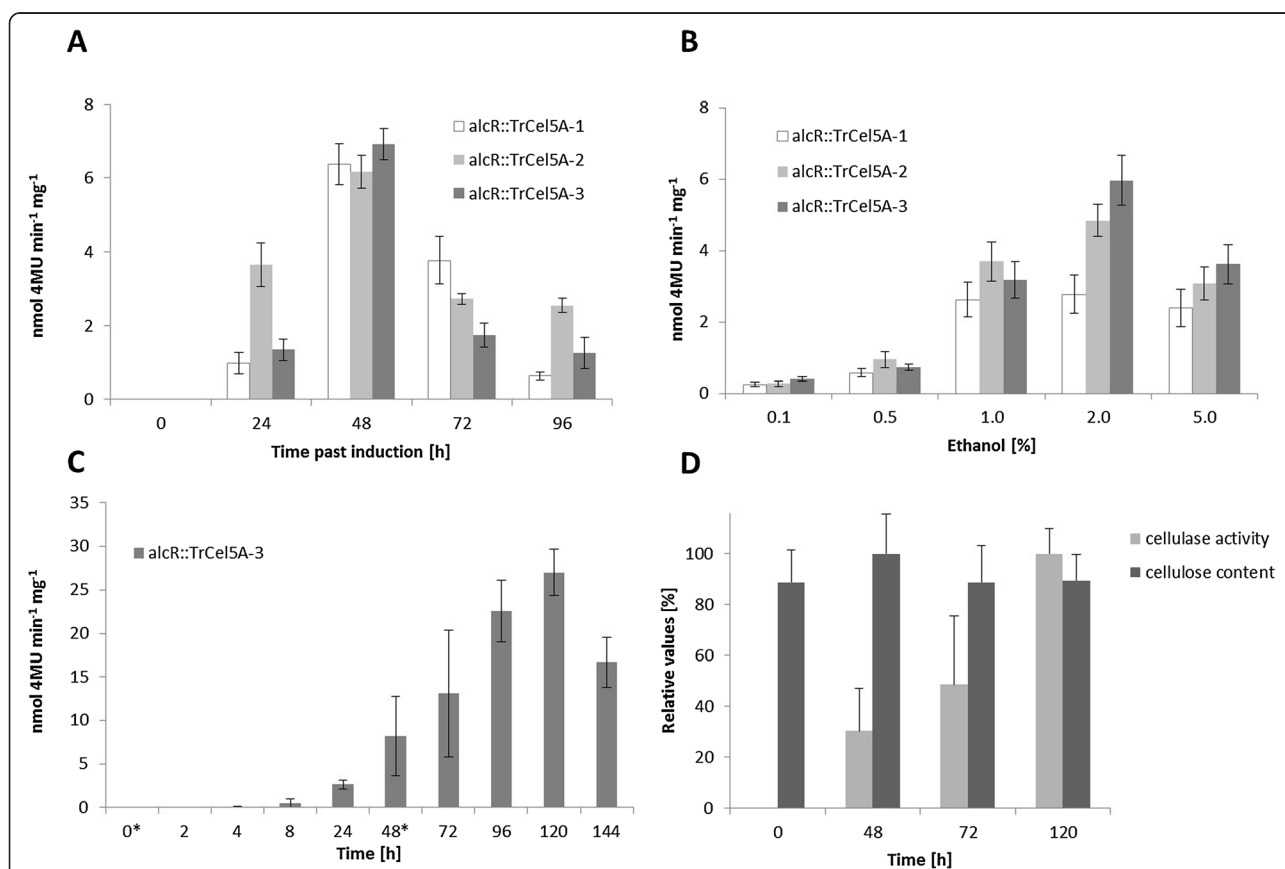 A
nmol 4MU min⁻¹ mg⁻¹
8
6
4
2
0
alcR::TrCel5A-1
alcR::TrCel5A-2
alcR::TrCel5A-3
0 24 48 72 96
Time past induction [h]
B
nmol 4MU min⁻¹ mg⁻¹
8
6
4
2
0
alcR::TrCel5A-1
alcR::TrCel5A-2
alcR::TrCel5A-3
0.1 0.5 1.0 2.0 5.0
Ethanol [%]
C
nmol 4MU min⁻¹ mg⁻¹
35
30
25
20
15
10
5
0
alcR::TrCel5A-3
0* 2 4 8 24 48* 72 96 120 144
Time [h]
D
Relative values [%]
100
80
60
40
20
0
cellulase activity
cellulose content
0 48 72 120
Time [h]